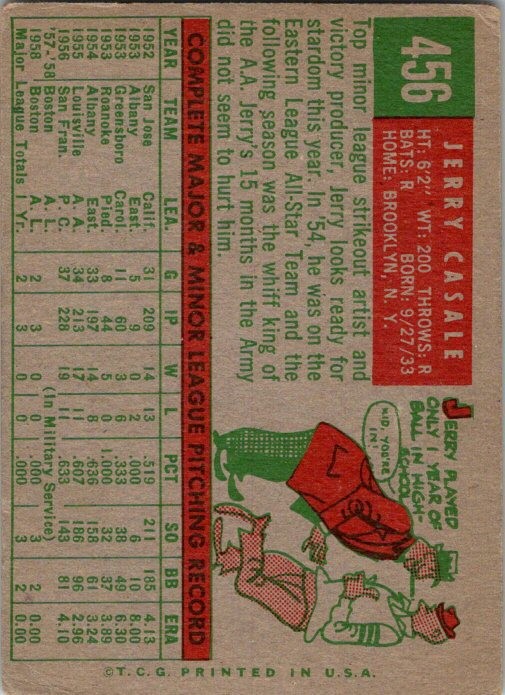 456
JERRY CASALE
HT: 6'2" WT: 200 THROWS: R
BATS: R BORN: 9/27/33
HOME: BROOKLYN, N. Y.
Top minor league strikeout artist and
victory producer, Jerry looks ready for
stardom this year. In '54, he was on the
Eastern League All-Star Team and the
following season was the whiff king of
the A.A. Jerry's 15 months in the Army
did not seem to hurt him.
JERRY PLAYED
ONLY 1 YEAR OF
BALL IN HIGH-
SCHOOL
KID, YOU'RE
IN!
COMPLETE MAJOR & MINOR LEAGUE PITCHING RECORD
YEAR TEAM LEA. G IP W L PCT SO BB ERA
1952 San Jose Calif. 31 209 14 13 .519 211 185 4.13
1953 Albany East. 5 9 0 2 .000 6 10 8.00
1953 Greensboro Carol. 11 60 3 6 .333 38 49 6.30
1953 Roanoke Pied. 8 44 5 0 1.000 32 37 3.89
1954 Albany East. 33 197 14 8 .636 158 61 3.24
1955 Louisville A. A. 34 213 17 11 .607 186 96 2.96
1956 San Fran. P. C. 37 228 19 11 .633 143 81 4.10
'57-'58 Boston A. L. (In Military Service)
1958 Boston A. L. 2 3 0 0 .000 3 2 0.00
Major League Totals 1 Yr. 2 3 0 0 .000 3 2 0.00
©T.C.G. PRINTED IN U.S.A.